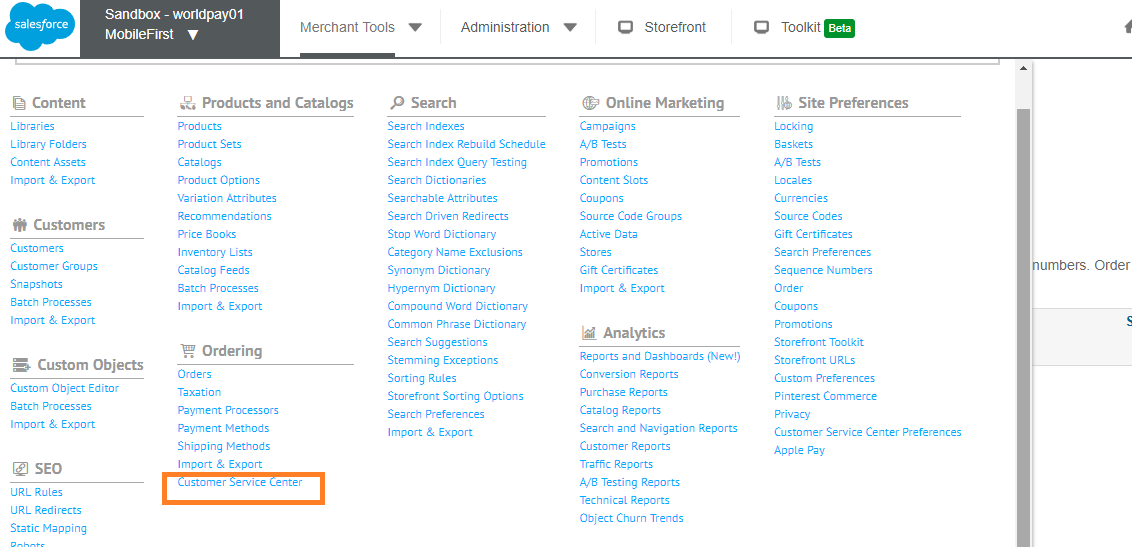 salesforce
Sandbox - worldpay01
MobileFirst
Merchant Tools
Administration
Storefront
Toolkit Beta
Content
Libraries
Library Folders
Content Assets
Import & Export
Customers
Customers
Customer Groups
Snapshots
Batch Processes
Import & Export
Custom Objects
Custom Object Editor
Batch Processes
Import & Export
SEO
URL Rules
URL Redirects
Static Mapping
Robots
Products and Catalogs
Products
Product Sets
Catalogs
Product Options
Variation Attributes
Recommendations
Price Books
Inventory Lists
Catalog Feeds
Batch Processes
Import & Export
Ordering
Orders
Taxation
Payment Processors
Payment Methods
Shipping Methods
Import & Export
Customer Service Center
Search
Search Indexes
Search Index Rebuild Schedule
Search Index Query Testing
Search Dictionaries
Searchable Attributes
Search Driven Redirects
Stop Word Dictionary
Category Name Exclusions
Synonym Dictionary
Hypernym Dictionary
Compound Word Dictionary
Common Phrase Dictionary
Search Suggestions
Stemming Exceptions
Sorting Rules
Storefront Sorting Options
Search Preferences
Import & Export
Online Marketing
Campaigns
A/B Tests
Promotions
Content Slots
Coupons
Source Code Groups
Active Data
Stores
Gift Certificates
Import & Export
Analytics
Reports and Dashboards (New!)
Conversion Reports
Purchase Reports
Catalog Reports
Search and Navigation Reports
Customer Reports
Traffic Reports
A/B Testing Reports
Technical Reports
Object Churn Trends
Site Preferences
Locking
Baskets
A/B Tests
Locales
Currencies
Source Codes
Gift Certificates
Search Preferences
Sequence Numbers
Order
Coupons
Promotions
Storefront Toolkit
Storefront URLs
Custom Preferences
Pinterest Commerce
Privacy
Customer Service Center Preferences
Apple Pay
numbers. Order